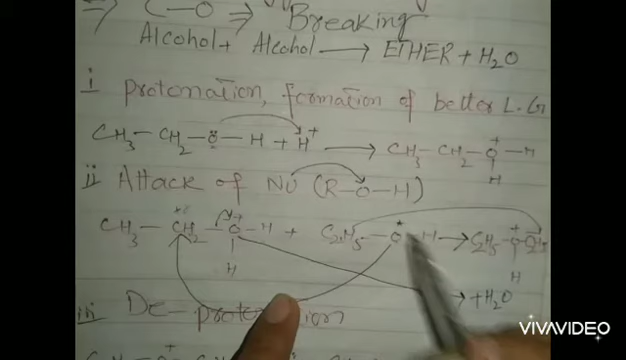 ⇒ C – O ⇒ "Breaking"
Alcohol + Alcohol ⟶ ETHER + H₂O
i protonation, formation of better L.G
CH₃ – CH₂ – Ö – H + H⁺ ⟶ CH₃ – CH₂ – O⁺ – H
H
ii Attack of NU (R – O – H)
CH₃ – CH₂ – O⁺ – H + C₂H₅ – O – H ⟶ C₂H₅ – O⁺ – C₂H₅
H H
+ H₂O
iii De – protonation
VIVAVIDEO